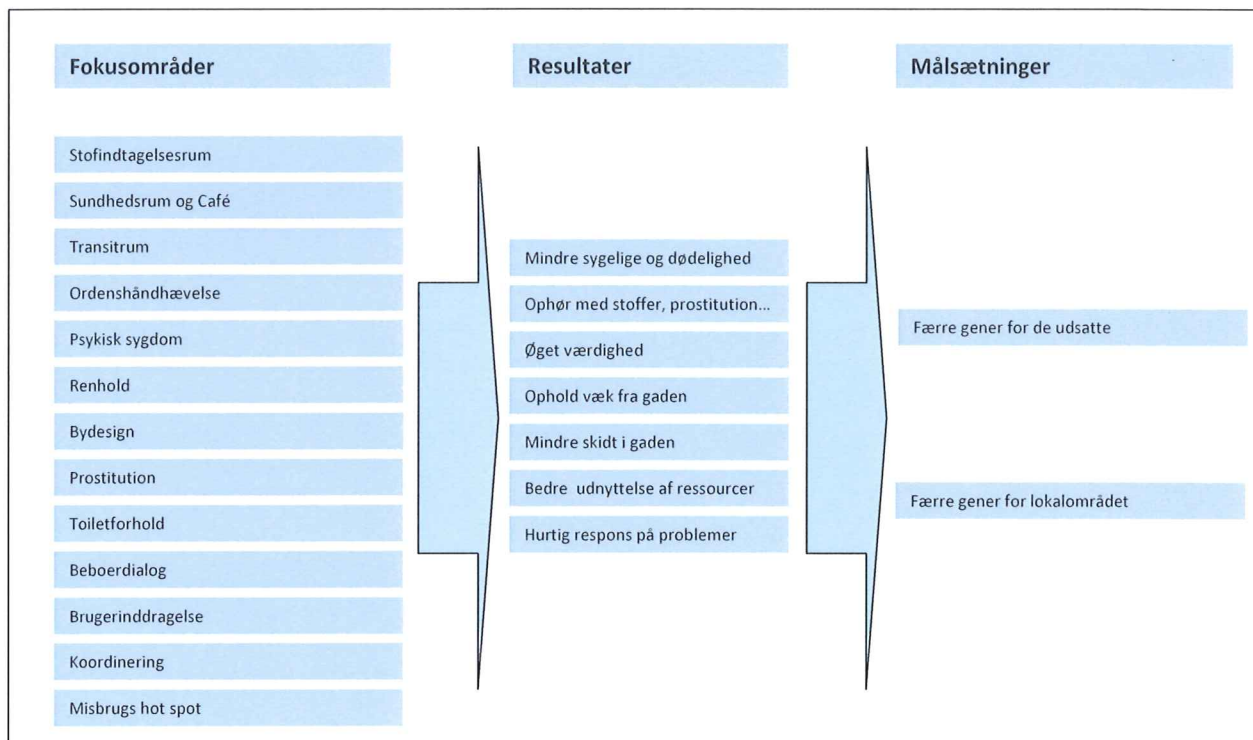 Fokusområder
Stofindtagelsesrum
Sundhedsrum og Café
Transitrum
Ordenshåndhævelse
Psykisk sygdom
Renhold
Bydesign
Prostitution
Toiletforhold
Beboerdialog
Brugerinddragelse
Koordinering
Misbrugs hot spot
Resultater
Mindre sygelige og dødelighed
Ophør med stoffer, prostitution...
Øget værdighed
Ophold væk fra gaden
Mindre skidt i gaden
Bedre  udnyttelse af ressourcer
Hurtig respons på problemer
Målsætninger
Færre gener for de udsatte
Færre gener for lokalområdet